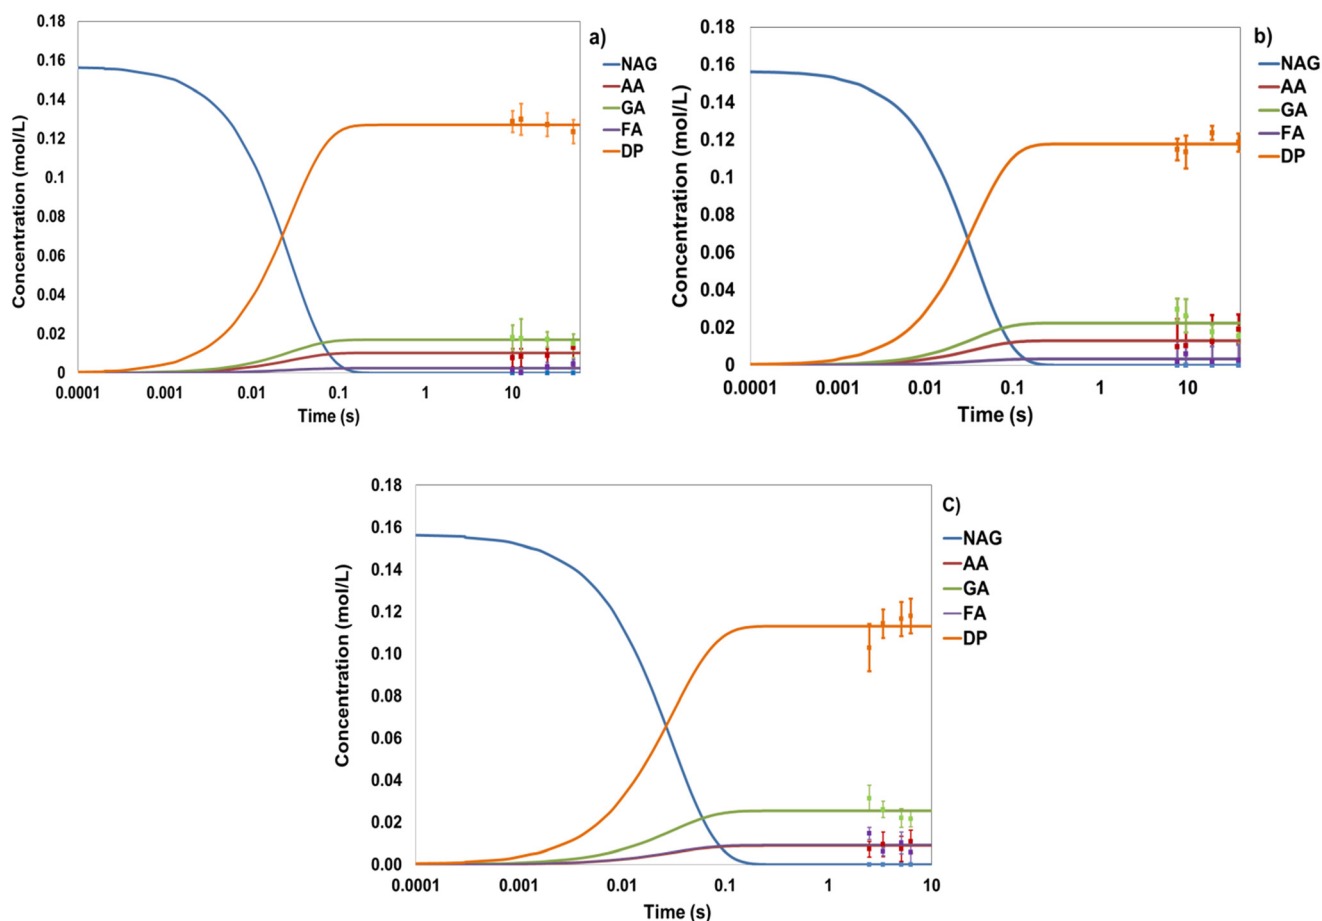 a)
Concentration (mol/L)
0.18
0.16
0.14
0.12
0.1
0.08
0.06
0.04
0.02
0
0.0001 0.001 0.01 0.1 1 10
Time (s)
NAG
AA
GA
FA
DP
b)
Concentration (mol/L)
0.18
0.16
0.14
0.12
0.1
0.08
0.06
0.04
0.02
0
0.0001 0.001 0.01 0.1 1 10
Time (s)
NAG
AA
GA
FA
DP
C)
Concentration (mol/L)
0.18
0.16
0.14
0.12
0.10
0.08
0.06
0.04
0.02
0.00
0.0001 0.001 0.01 0.1 1 10
Time (s)
NAG
AA
GA
FA
DP